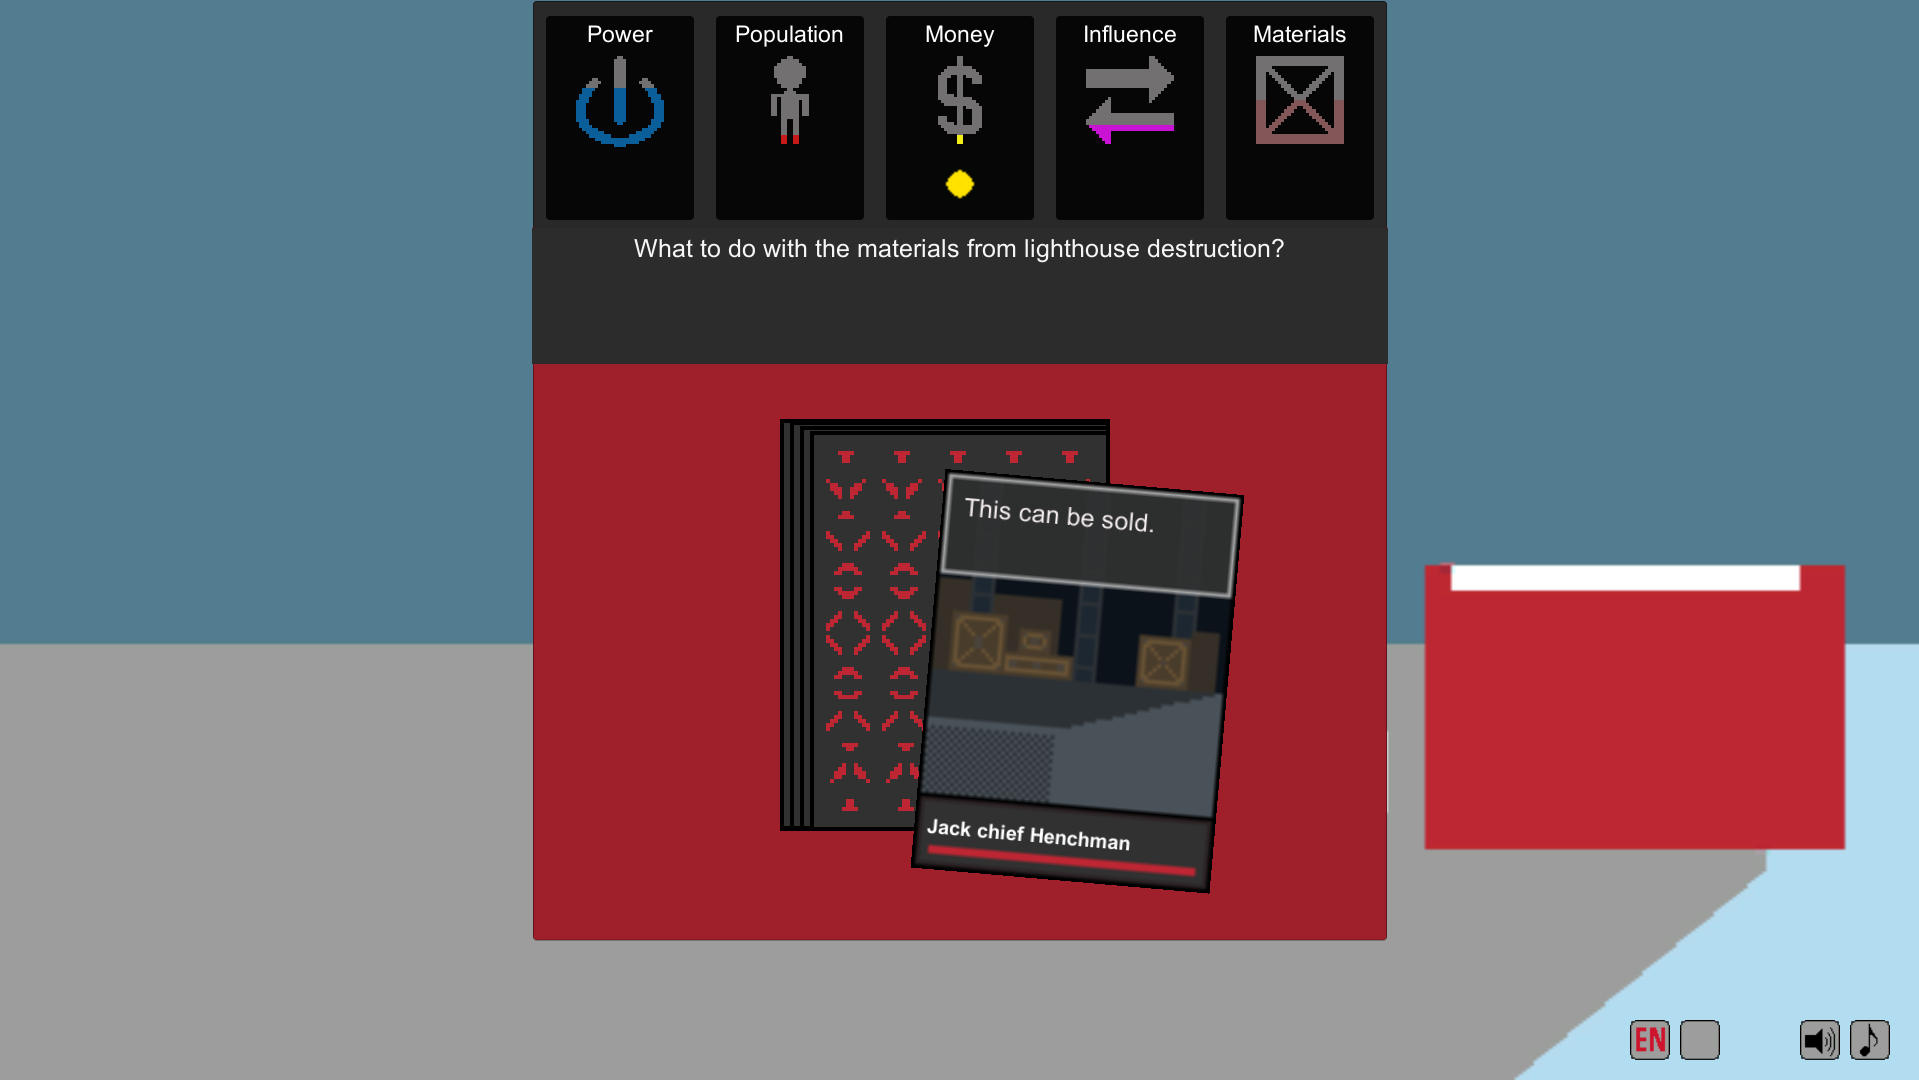 Power
Population
Money
Influence
Materials
What to do with the materials from lighthouse destruction?
This can be sold.
Jack chief Henchman
EN